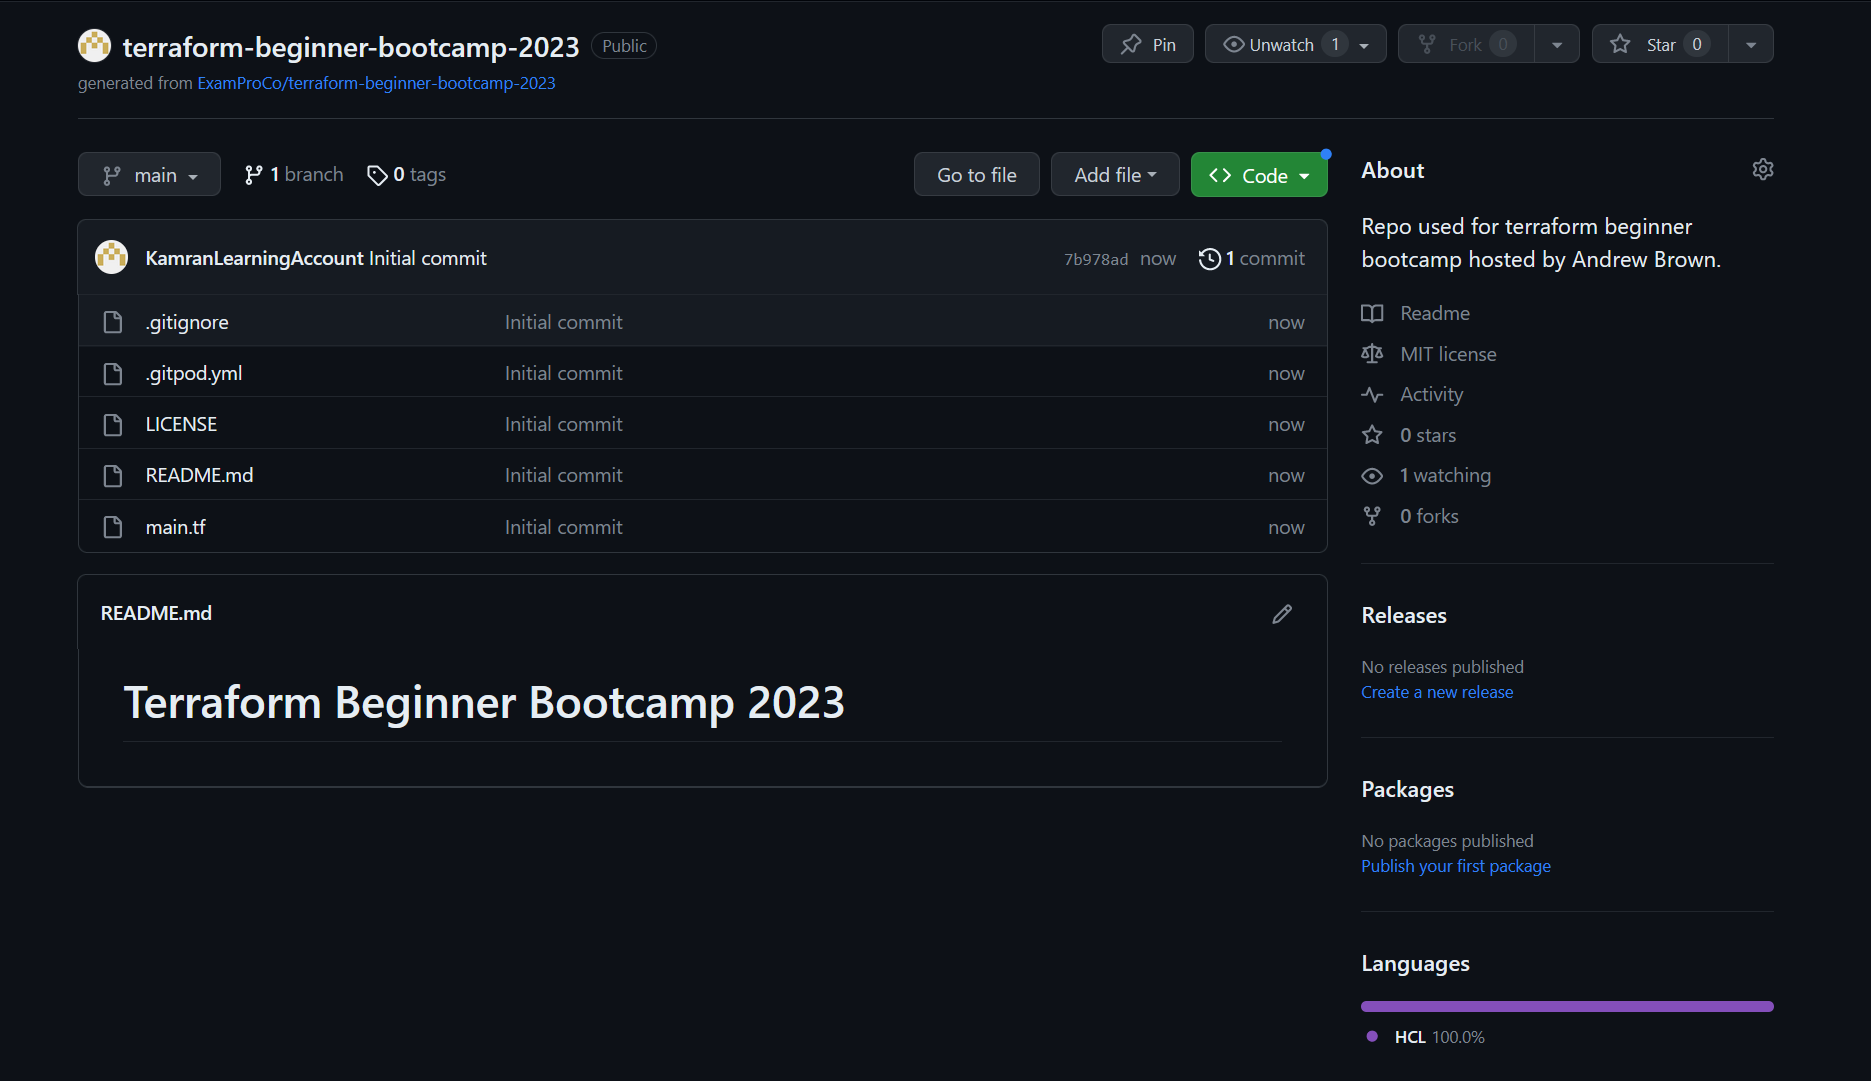 terraform-beginner-bootcamp-2023 Public
Pin
Unwatch 1
Fork 0
Star 0
generated from ExamProCo/terraform-beginner-bootcamp-2023
main
1 branch
0 tags
Go to file
Add file
Code
KamranLearningAccount Initial commit
7b978ad now
1 commit
.gitignore Initial commit now
.gitpod.yml Initial commit now
LICENSE Initial commit now
README.md Initial commit now
main.tf Initial commit now
README.md
Terraform Beginner Bootcamp 2023
About
Repo used for terraform beginner
bootcamp hosted by Andrew Brown.
Readme
MIT license
Activity
0 stars
1 watching
0 forks
Releases
No releases published
Create a new release
Packages
No packages published
Publish your first package
Languages
HCL 100.0%